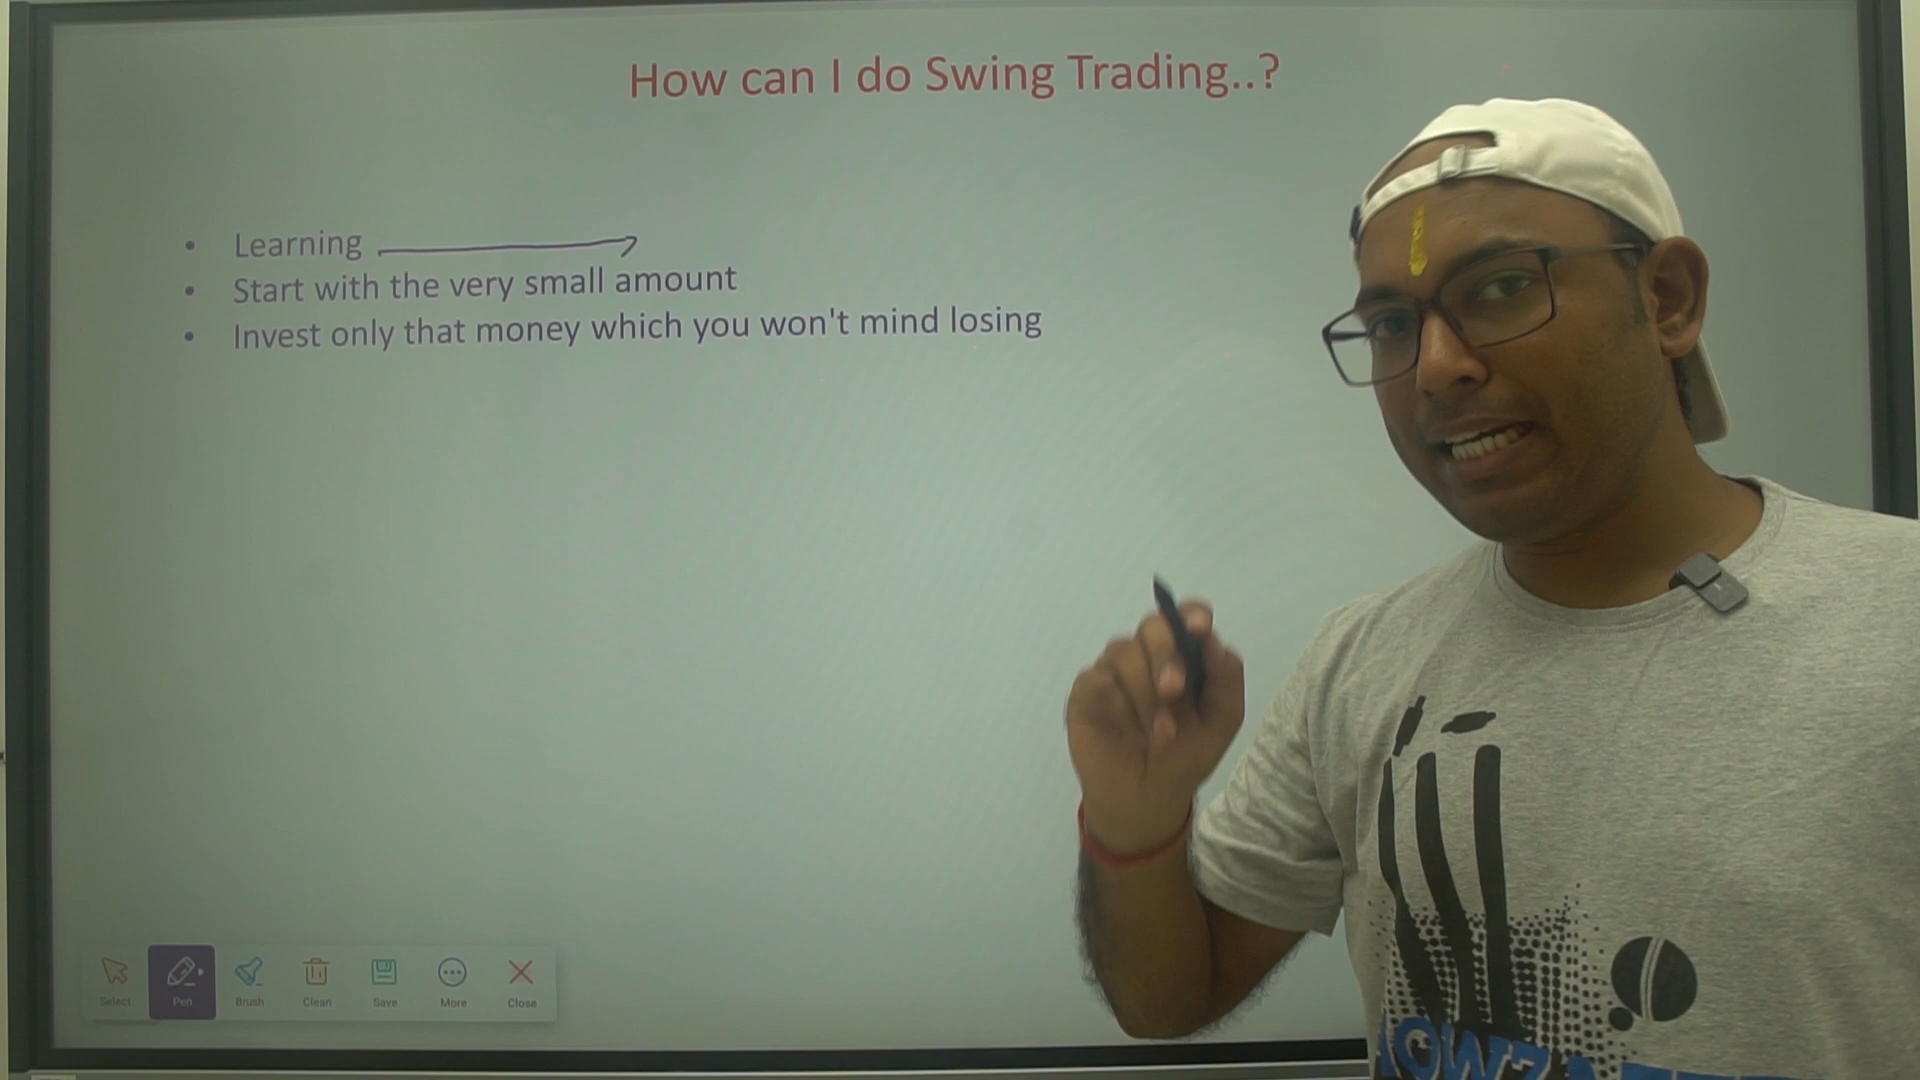 How can I do Swing Trading..?
• Learning
• Start with the very small amount
• Invest only that money which you won't mind losing
Select Pen Brush Clean Save More Close